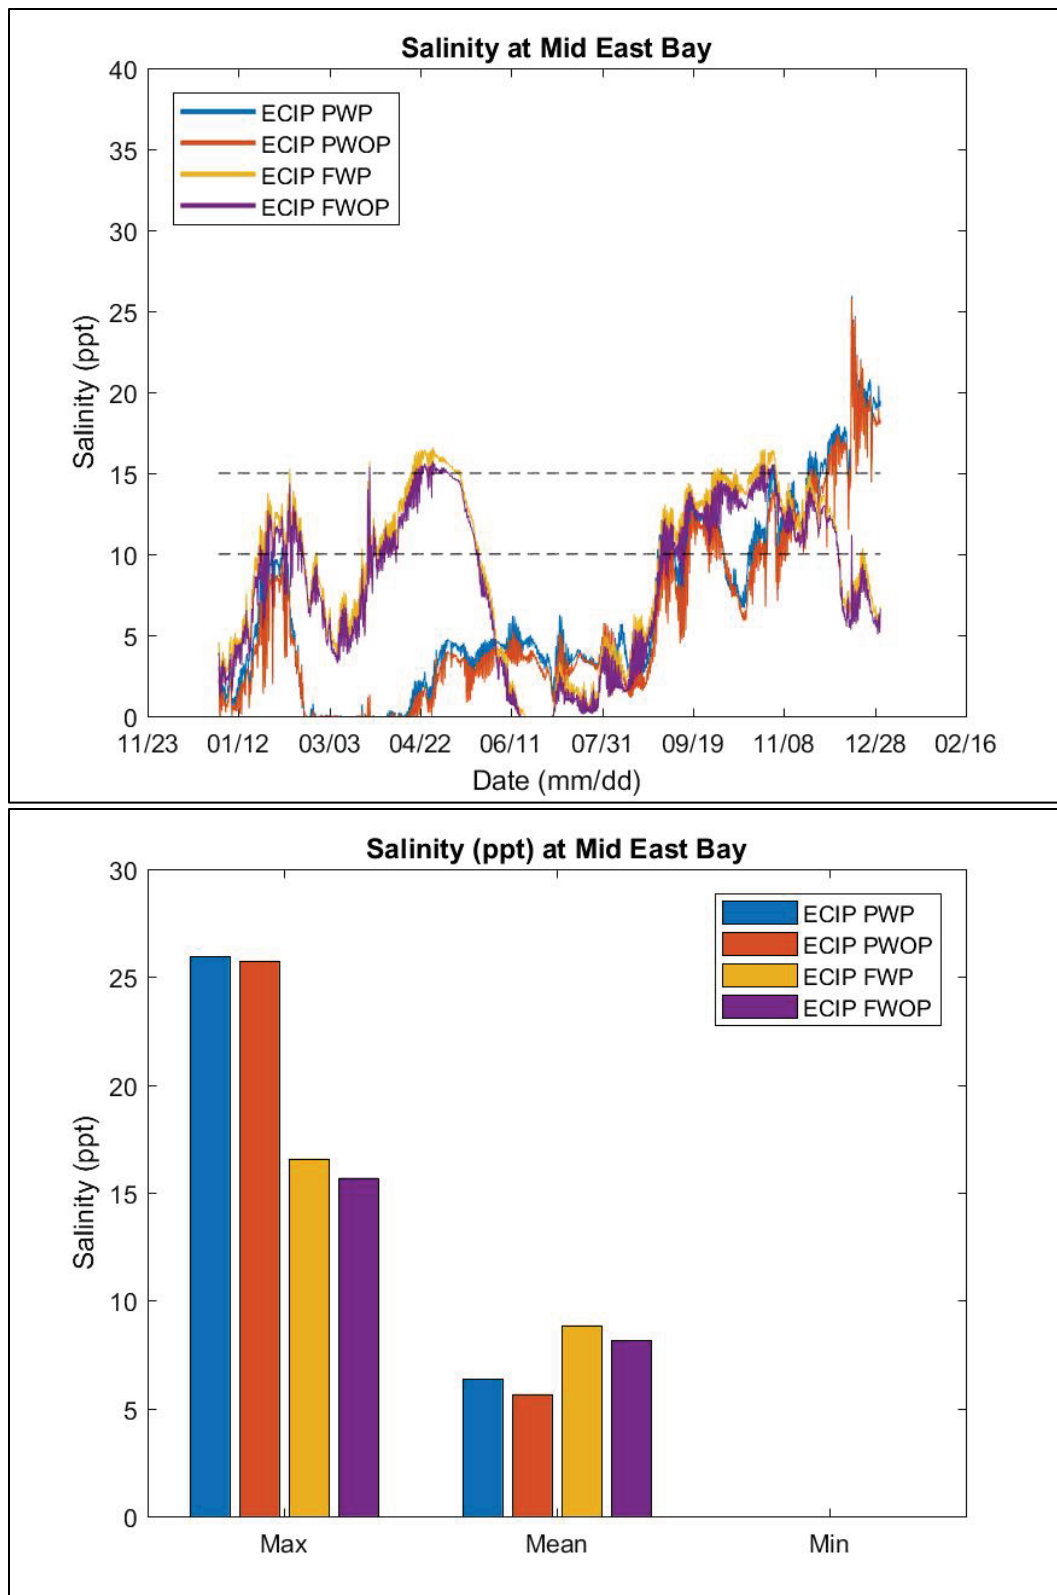 Salinity at Mid East Bay
40
35
30
25
20
15
10
5
0
Salinity (ppt)
ECIP PWP
ECIP PWOP
ECIP FWP
ECIP FWOP
11/23 01/12 03/03 04/22 06/11 07/31 09/19 11/08 12/28 02/16
Date (mm/dd)
Salinity (ppt) at Mid East Bay
30
25
20
15
10
5
0
Salinity (ppt)
ECIP PWP
ECIP PWOP
ECIP FWP
ECIP FWOP
Max Mean Min